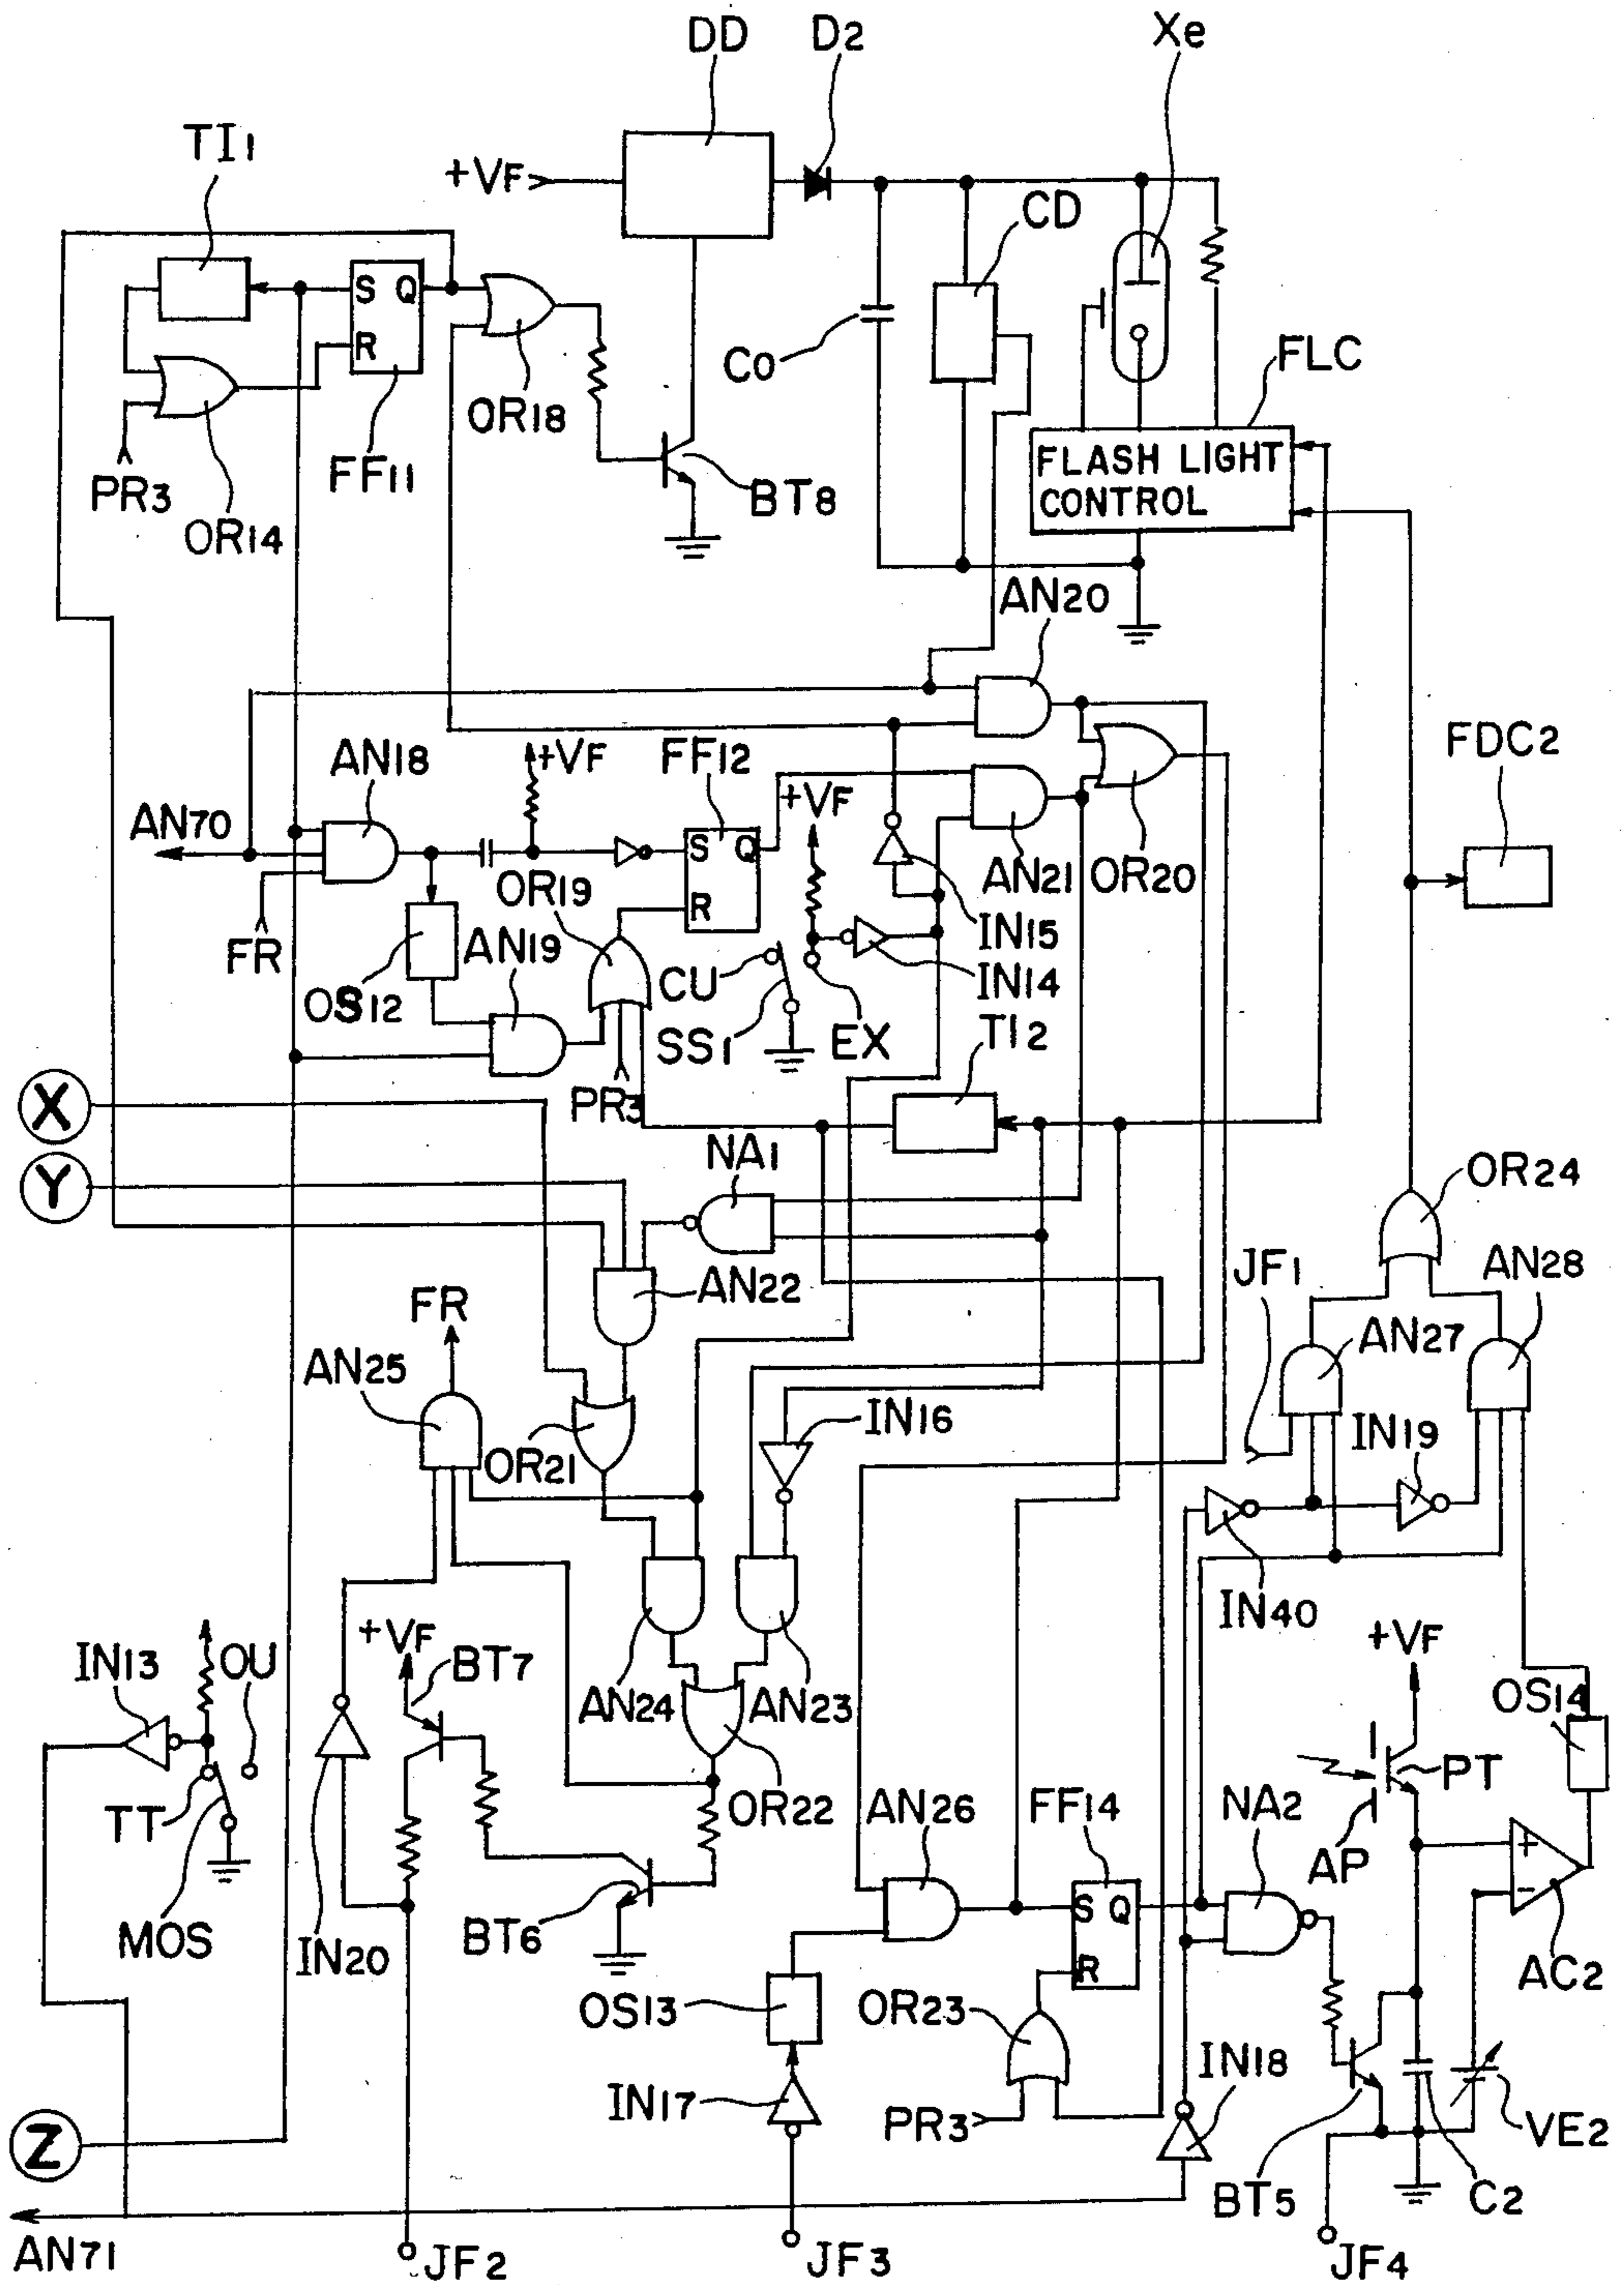 DD
D2
Xe
TI1
+VF
CD
S Q
R
C0
FLC
OR18
FF11
PR3
OR14
BT8
FLASH LIGHT
CONTROL
AN20
AN18
+VF
FF12
FDC2
+VF
AN70
S Q
OR19
AN21
OR20
R
FR
AN19
IN15
CU
IN14
OS12
SS1
EX
TI2
X
PR3
NA1
Y
OR24
JF1
AN28
AN22
FR
AN27
AN25
IN16
IN19
OR21
IN40
+VF
+VF
IN13
OU
BT7
OS14
AN24
AN23
PT
TT
OR22
AN26
FF14
NA2
AP
+
-
S Q
MOS
BT6
IN20
R
AC2
OS13
OR23
IN18
IN17
PR3
Z
VE2
BT5
C2
AN71
JF2
JF3
JF4